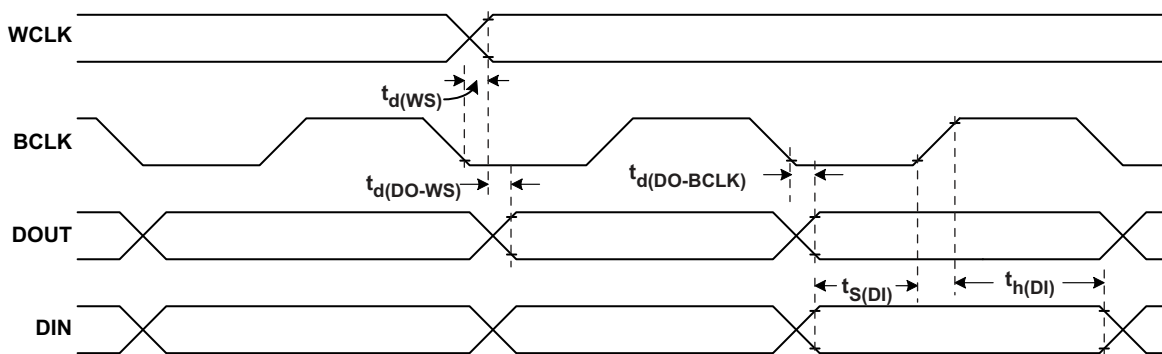 WCLK
td(WS)
BCLK
td(DO-WS)
td(DO-BCLK)
DOUT
tS(DI)
th(DI)
DIN